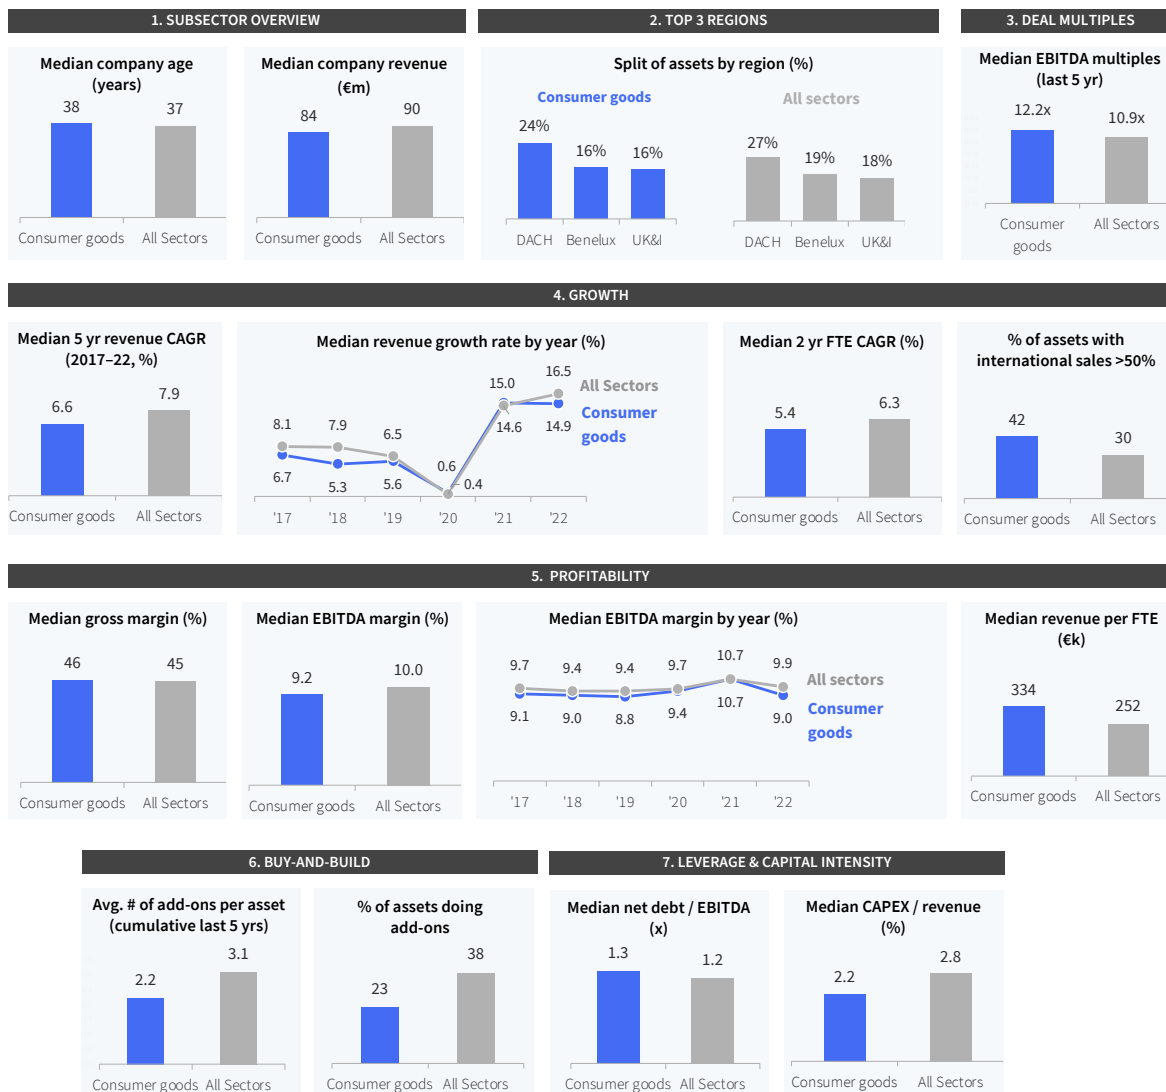 1. SUBSECTOR OVERVIEW
Median company age
(years)
38
37
Consumer goods
All Sectors
Median company revenue
(€m)
84
90
Consumer goods
All Sectors
2. TOP 3 REGIONS
Split of assets by region (%)
Consumer goods
24%
16%
16%
DACH
Benelux
UK&I
All sectors
27%
19%
18%
DACH
Benelux
UK&I
3. DEAL MULTIPLES
Median EBITDA multiples
(last 5 yr)
12.2x
10.9x
Consumer
goods
All Sectors
4. GROWTH
Median 5 yr revenue CAGR
(2017–22, %)
6.6
7.9
Consumer goods
All Sectors
Median revenue growth rate by year (%)
8.1
7.9
6.5
0.6
15.0
16.5
6.7
5.3
5.6
0.4
14.6
14.9
All Sectors
Consumer
goods
'17
'18
'19
'20
'21
'22
Median 2 yr FTE CAGR (%)
5.4
6.3
Consumer goods
All Sectors
% of assets with
international sales >50%
42
30
Consumer goods
All Sectors
5. PROFITABILITY
Median gross margin (%)
46
45
Consumer goods
All Sectors
Median EBITDA margin (%)
9.2
10.0
Consumer goods
All Sectors
Median EBITDA margin by year (%)
9.7
9.4
9.4
9.7
10.7
9.9
9.1
9.0
8.8
9.4
10.7
9.0
All sectors
Consumer
goods
'17
'18
'19
'20
'21
'22
Median revenue per FTE
(€k)
334
252
Consumer goods
All Sectors
6. BUY-AND-BUILD
Avg. # of add-ons per asset
(cumulative last 5 yrs)
2.2
3.1
Consumer goods
All Sectors
% of assets doing
add-ons
23
38
Consumer goods
All Sectors
7. LEVERAGE & CAPITAL INTENSITY
Median net debt / EBITDA
(x)
1.3
1.2
Consumer goods
All Sectors
Median CAPEX / revenue
(%)
2.2
2.8
Consumer goods
All Sectors